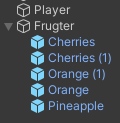 Player
Frugter
Cherries
Cherries (1)
Orange (1)
Orange
Pineapple